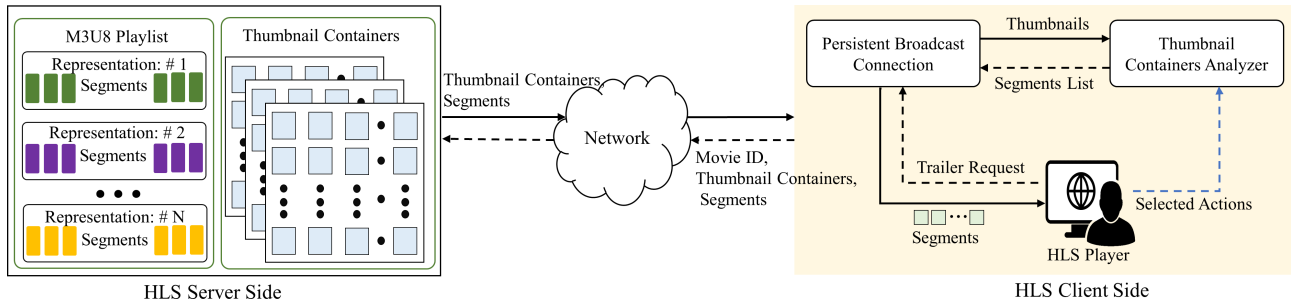 M3U8 Playlist
Representation: # 1
Segments
Representation: # 2
Segments
Representation: # N
Segments
Thumbnail Containers
HLS Server Side
Thumbnail Containers,
Segments
Network
Movie ID,
Thumbnail Containers,
Segments
Persistent Broadcast
Connection
Thumbnails
Segments List
Thumbnail
Containers Analyzer
Trailer Request
Selected Actions
Segments
HLS Player
HLS Client Side